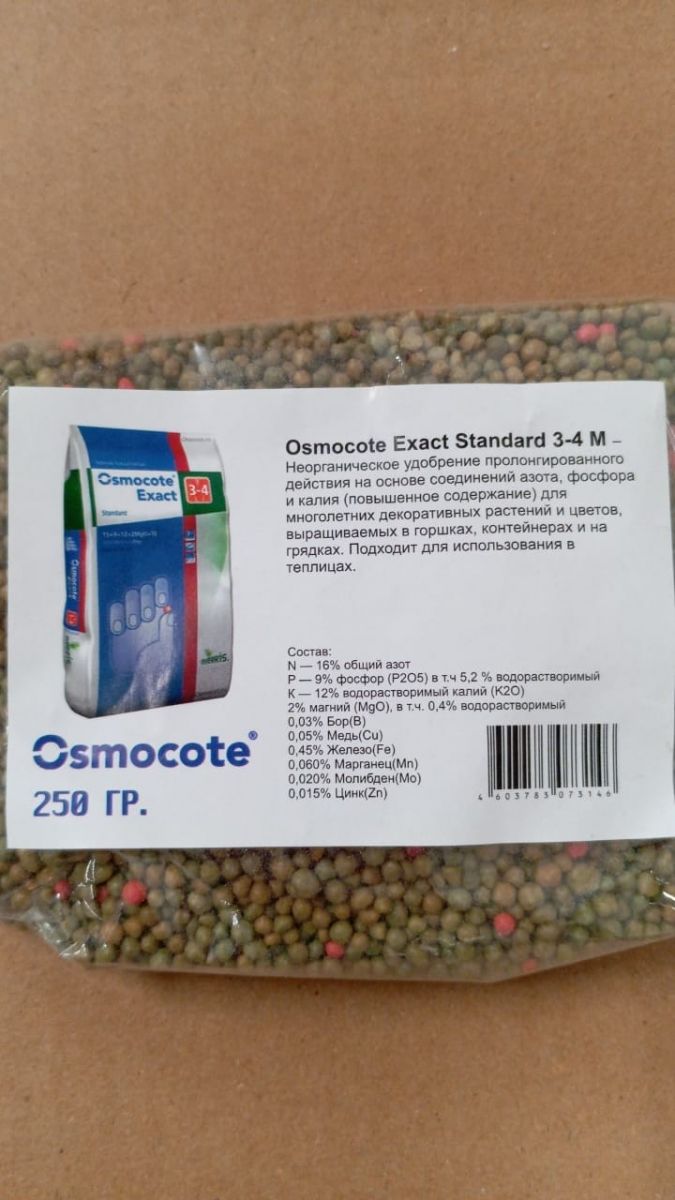 Osmocote®
Exact
3-4 M
Standard
Osmocote
Osmocote®
250 ГР.
Osmocote Exact Standard 3-4 M –
Неорганическое удобрение пролонгированного
действия на основе соединений азота, фосфора
и калия (повышенное содержание) для
многолетних декоративных растений и цветов,
выращиваемых в горшках, контейнерах и на
грядках. Подходит для использования в
теплицах.
Состав:
N — 16% общий азот
P — 9% фосфор (P2O5) в т.ч 5,2 % водорастворимый
K — 12% водорастворимый калий (K2O)
2% магний (MgO), в т.ч. 0,4% водорастворимый
0,03% Бор(B)
0,05% Медь(Cu)
0,45% Железо(Fe)
0,060% Марганец(Mn)
0,020% Молибден(Mo)
0,015% Цинк(Zn)
4 603783 073146